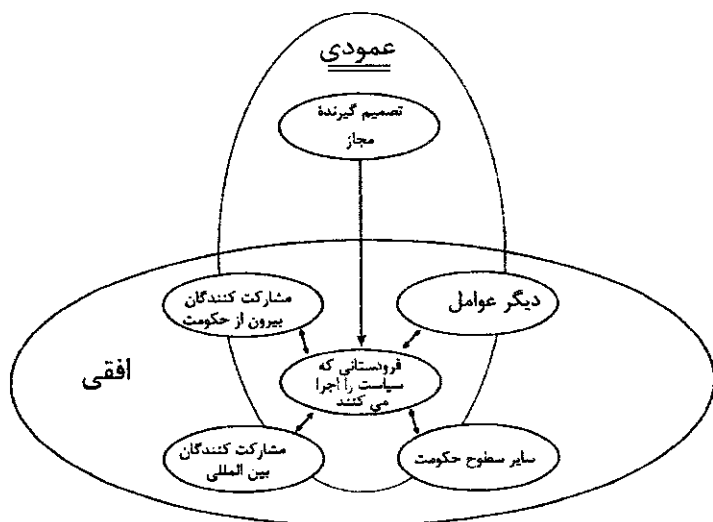 عمودی
تصمیم گیرندۀ
مجاز
مشارکت کنندگان
بیرون از حکومت
دیگر عوامل
افقی
فرودستانی که
سیاست را اجرا
می کنند
مشارکت کنندگان
بین المللی
سایر سطوح حکومت